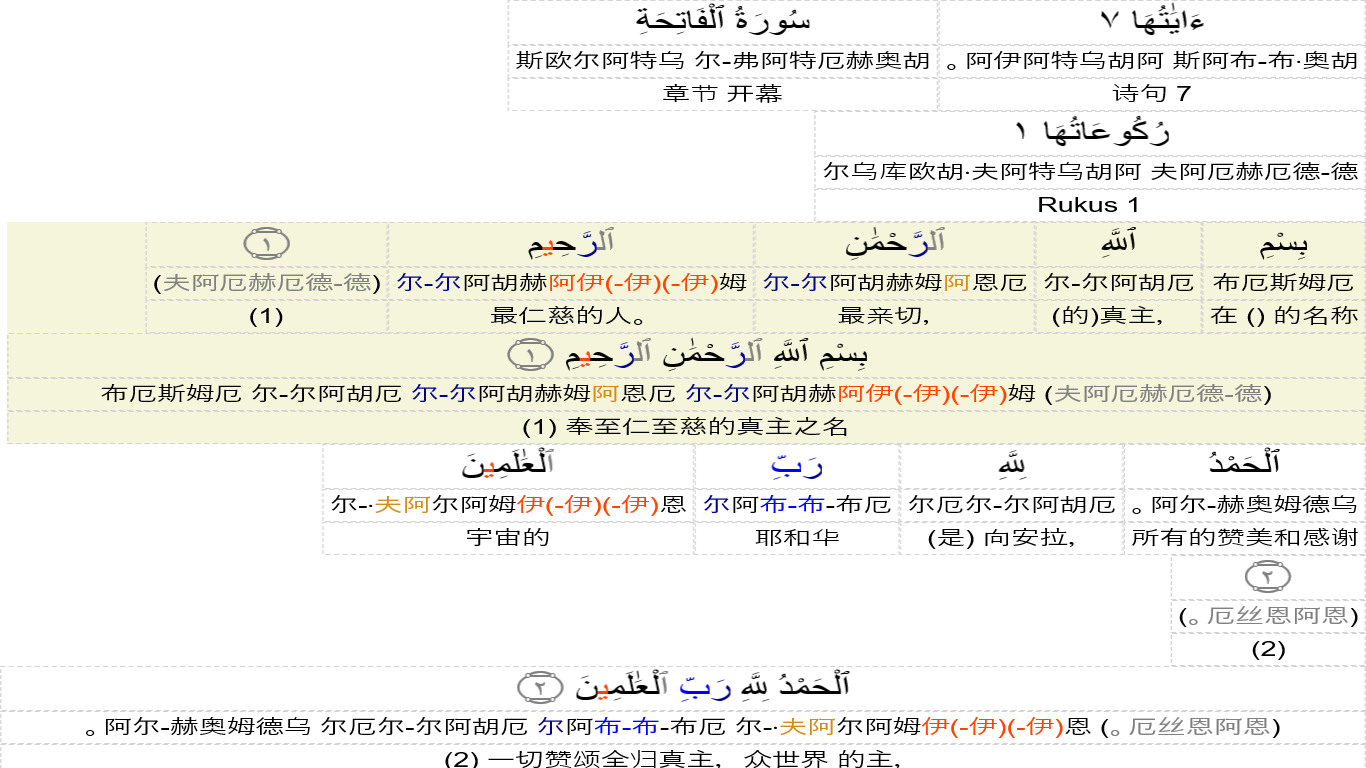 سُورَةُ ٱلْفَاتِحَةِ ءَايَٰتُهَا ٧
斯欧尔阿特乌 尔-弗阿特厄赫奥胡 。阿伊阿特乌胡阿 斯阿布-布·奥胡
章节 开幕 诗句 7
رُكُوعَاتُهَا ١
尔乌库欧胡·夫阿特乌胡阿 夫阿厄赫厄德-德
Rukus 1
بِسْمِ ٱللَّهِ ٱلرَّحْمَٰنِ ٱلرَّحِيمِ ١
(夫阿厄赫厄德-德) 尔-尔阿胡赫阿伊(-伊)(-伊)姆 尔-尔阿胡赫姆阿恩厄 尔-尔阿胡厄 布厄斯姆厄
(1) 最仁慈的人。 最亲切， (的)真主， 在 () 的名称
بِسْمِ ٱللَّهِ ٱلرَّحْمَٰنِ ٱلرَّحِيمِ ١
布厄斯姆厄 尔-尔阿胡厄 尔-尔阿胡赫姆阿恩厄 尔-尔阿胡赫阿伊(-伊)(-伊)姆 (夫阿厄赫厄德-德)
(1) 奉至仁至慈的真主之名
ٱلْحَمْدُ لِلَّهِ رَبِّ ٱلْعَٰلَمِينَ
尔-·夫阿尔阿姆伊(-伊)(-伊)恩 尔阿布-布-布厄 尔厄尔-尔阿胡厄 。阿尔-赫奥姆德乌
宇宙的 耶和华 (是) 向安拉， 所有的赞美和感谢
٢
(。厄丝恩阿恩)
(2)
ٱلْحَمْدُ لِلَّهِ رَبِّ ٱلْعَٰلَمِينَ ٢
。阿尔-赫奥姆德乌 尔厄尔-尔阿胡厄 尔阿布-布-布厄 尔-·夫阿尔阿姆伊(-伊)(-伊)恩 (。厄丝恩阿恩)
(2) 一切赞颂全归真主，众世界 的主，